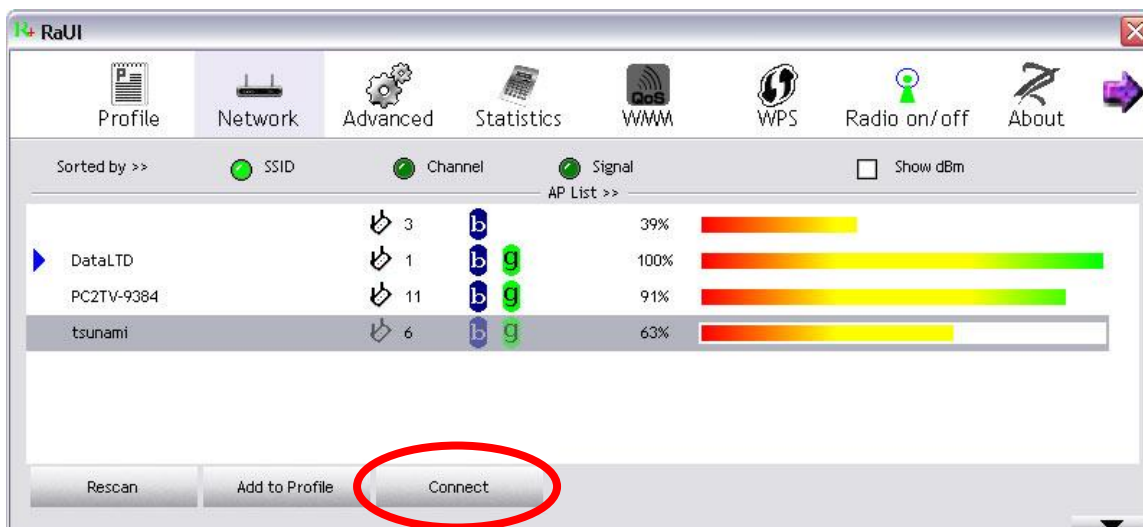 R+ RaUI
Profile Network Advanced Statistics QoS WMM WPS Radio on/off About
Sorted by >> SSID Channel Signal Show dBm
AP List >>
3 b 39%
DataLTD 1 b g 100%
PC2TV-9384 11 b g 91%
tsunami 6 b g 63%
Rescan Add to Profile Connect